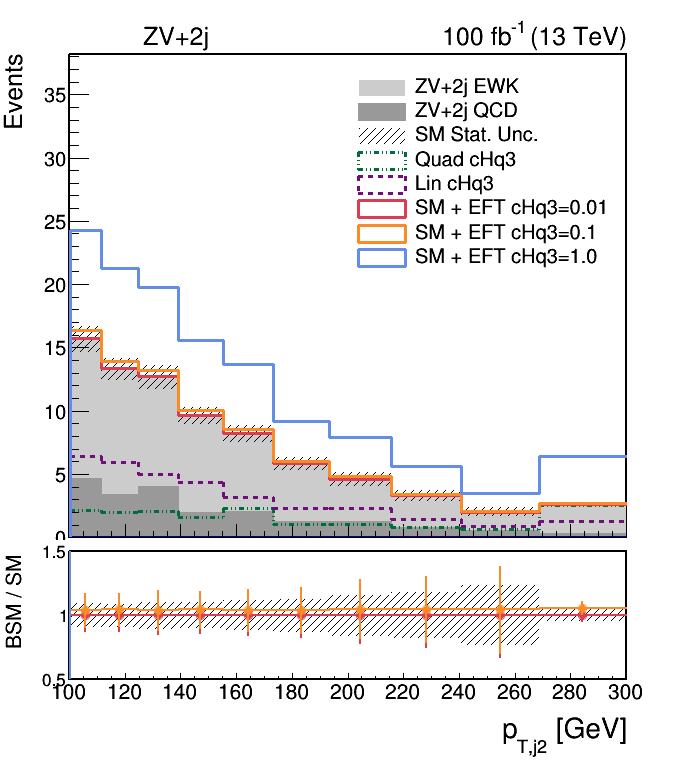 ZV+2j 100 fb-1 (13 TeV)
Events
35
30
25
20
15
10
5
0
ZV+2j EWK
ZV+2j QCD
SM Stat. Unc.
Quad cHq3
Lin cHq3
SM + EFT cHq3=0.01
SM + EFT cHq3=0.1
SM + EFT cHq3=1.0
BSM / SM
1.5
1
0.5
100 120 140 160 180 200 220 240 260 280 300
pT,j2 [GeV]